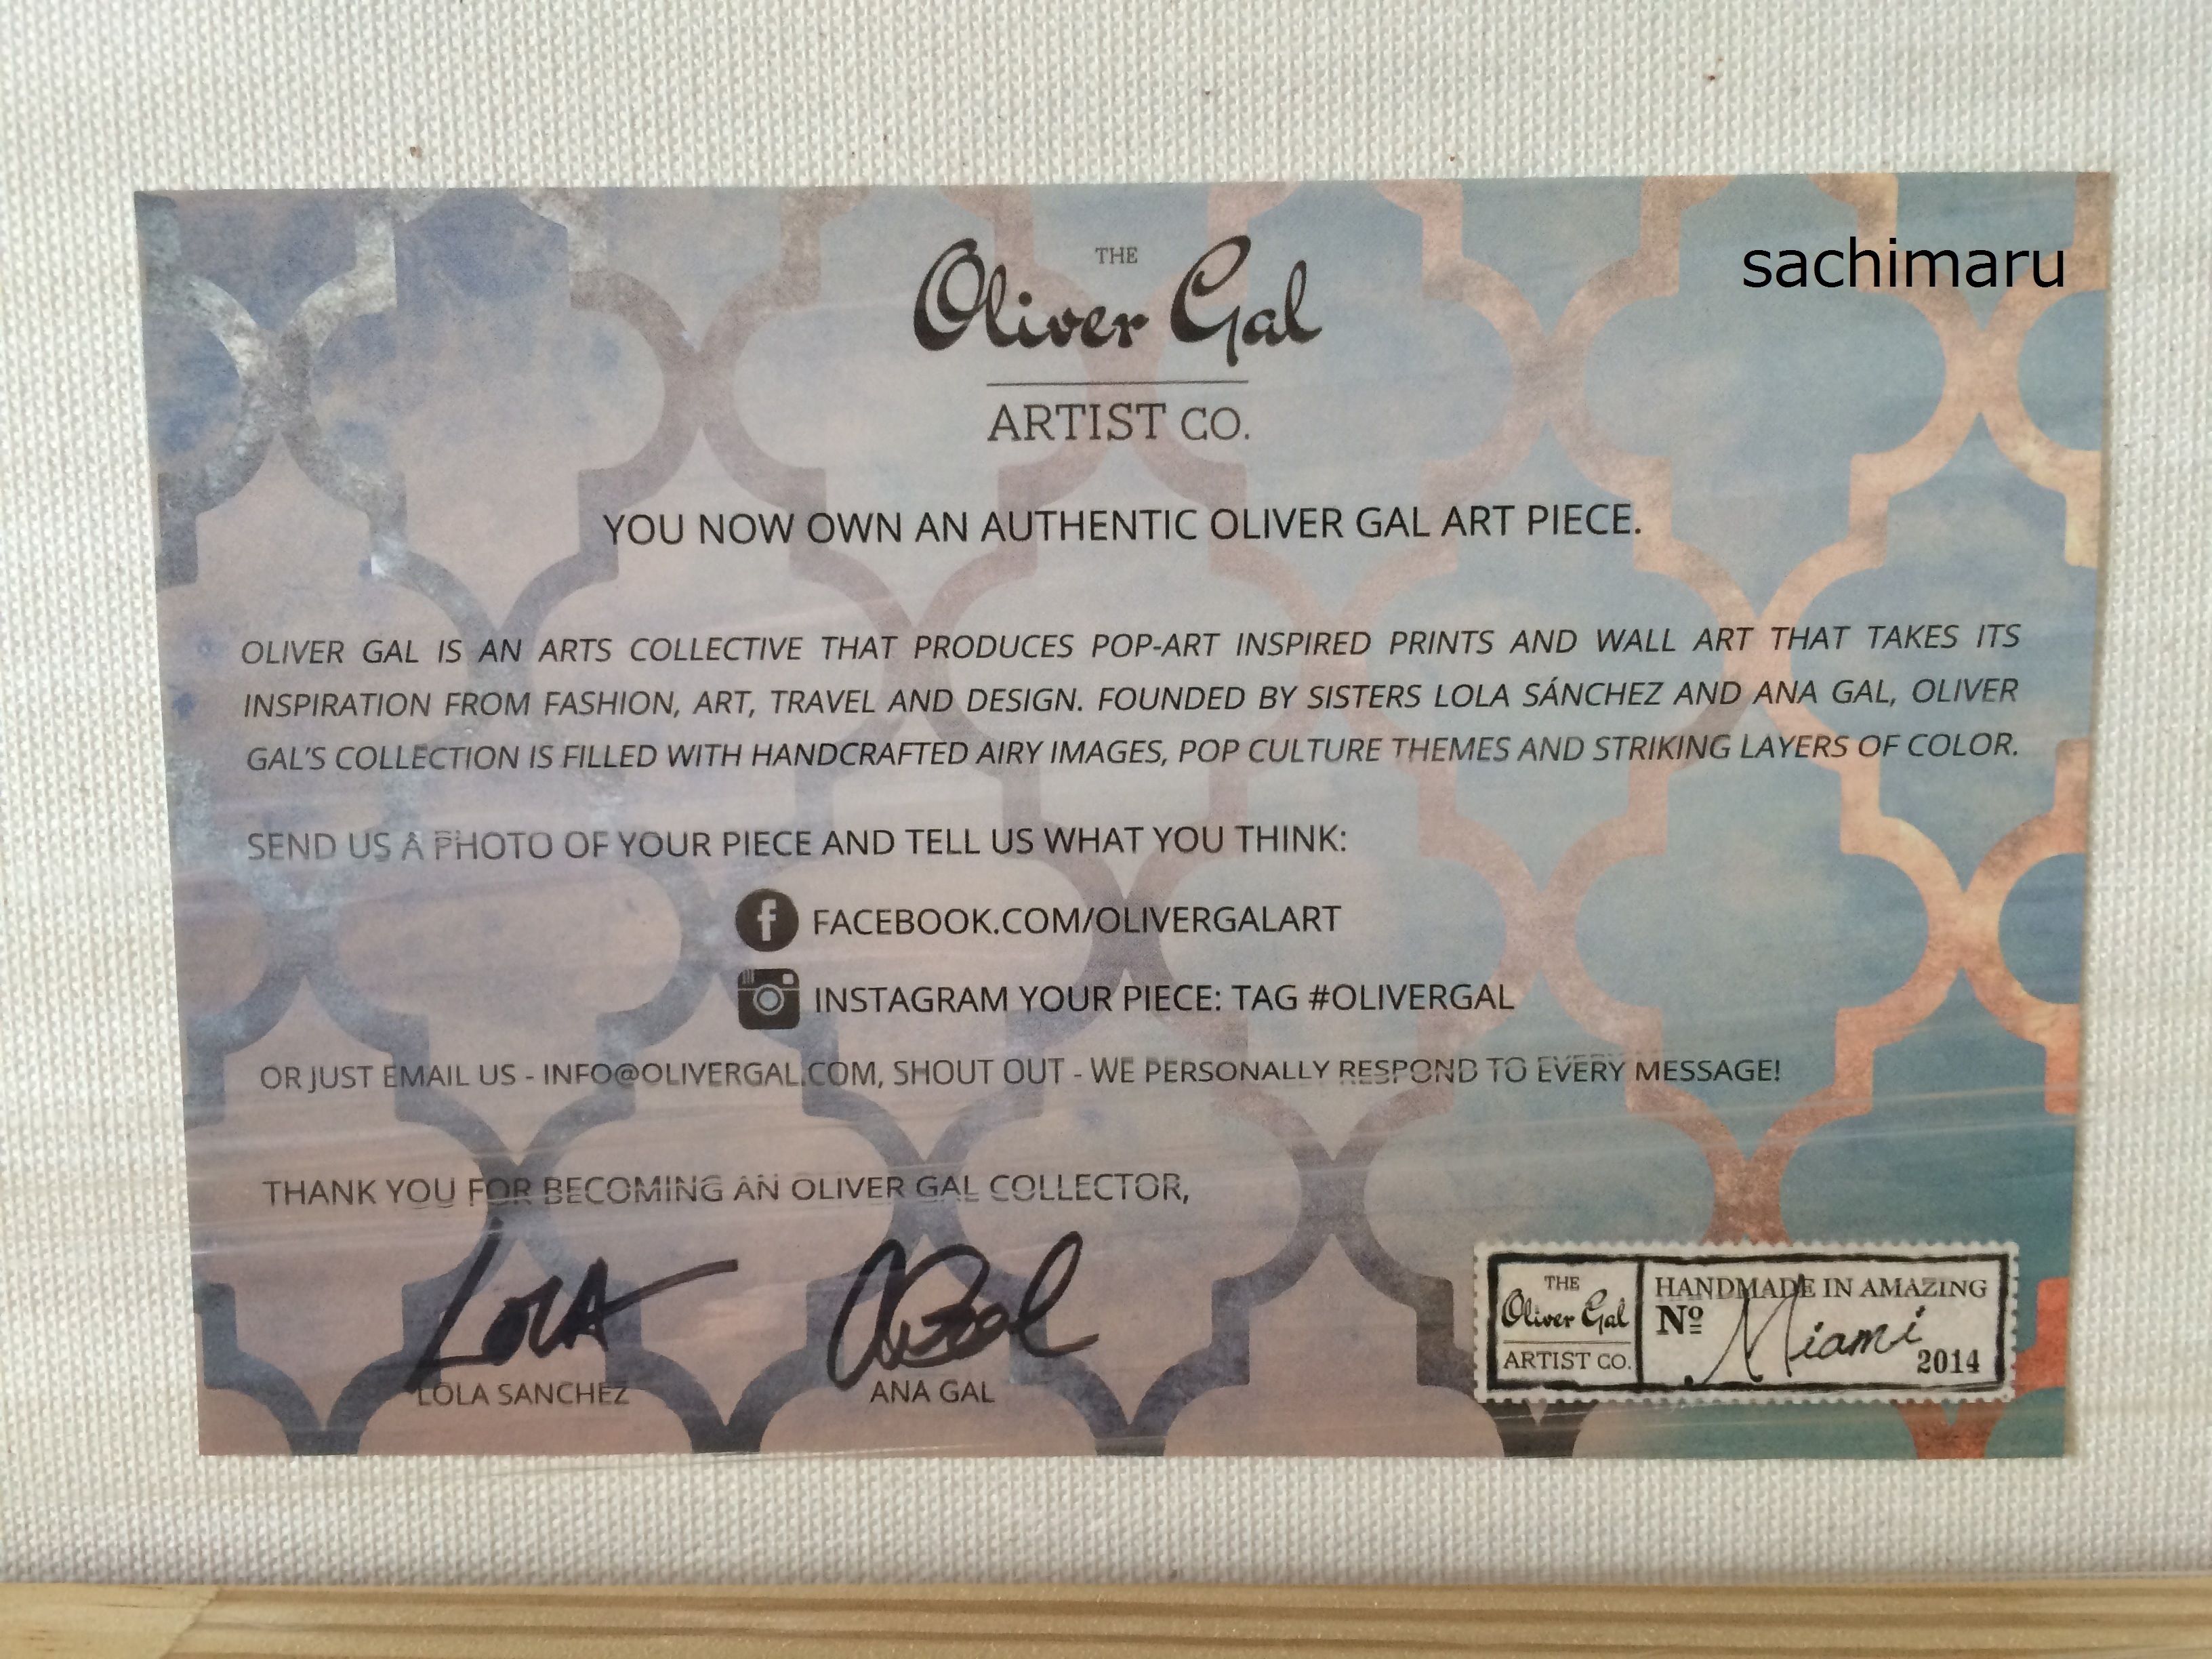 sachimaru
THE
Oliver Gal
ARTIST CO.
YOU NOW OWN AN AUTHENTIC OLIVER GAL ART PIECE.
OLIVER GAL IS AN ARTS COLLECTIVE THAT PRODUCES POP-ART INSPIRED PRINTS AND WALL ART THAT TAKES ITS
INSPIRATION FROM FASHION, ART, TRAVEL AND DESIGN. FOUNDED BY SISTERS LOLA SÁNCHEZ AND ANA GAL, OLIVER
GAL'S COLLECTION IS FILLED WITH HANDCRAFTED AIRY IMAGES, POP CULTURE THEMES AND STRIKING LAYERS OF COLOR.
SEND US A PHOTO OF YOUR PIECE AND TELL US WHAT YOU THINK:
FACEBOOK.COM/OLIVERGALART
INSTAGRAM YOUR PIECE: TAG #OLIVERGAL
OR JUST EMAIL US - INFO@OLIVERGAL.COM, SHOUT OUT - WE PERSONALLY RESPOND TO EVERY MESSAGE!
THANK YOU FOR BECOMING AN OLIVER GAL COLLECTOR,
LOLA
LOLA SANCHEZ
ANA GAL
THE
Oliver Gal
ARTIST CO.
HANDMADE IN AMAZING
Nº
Miami
2014